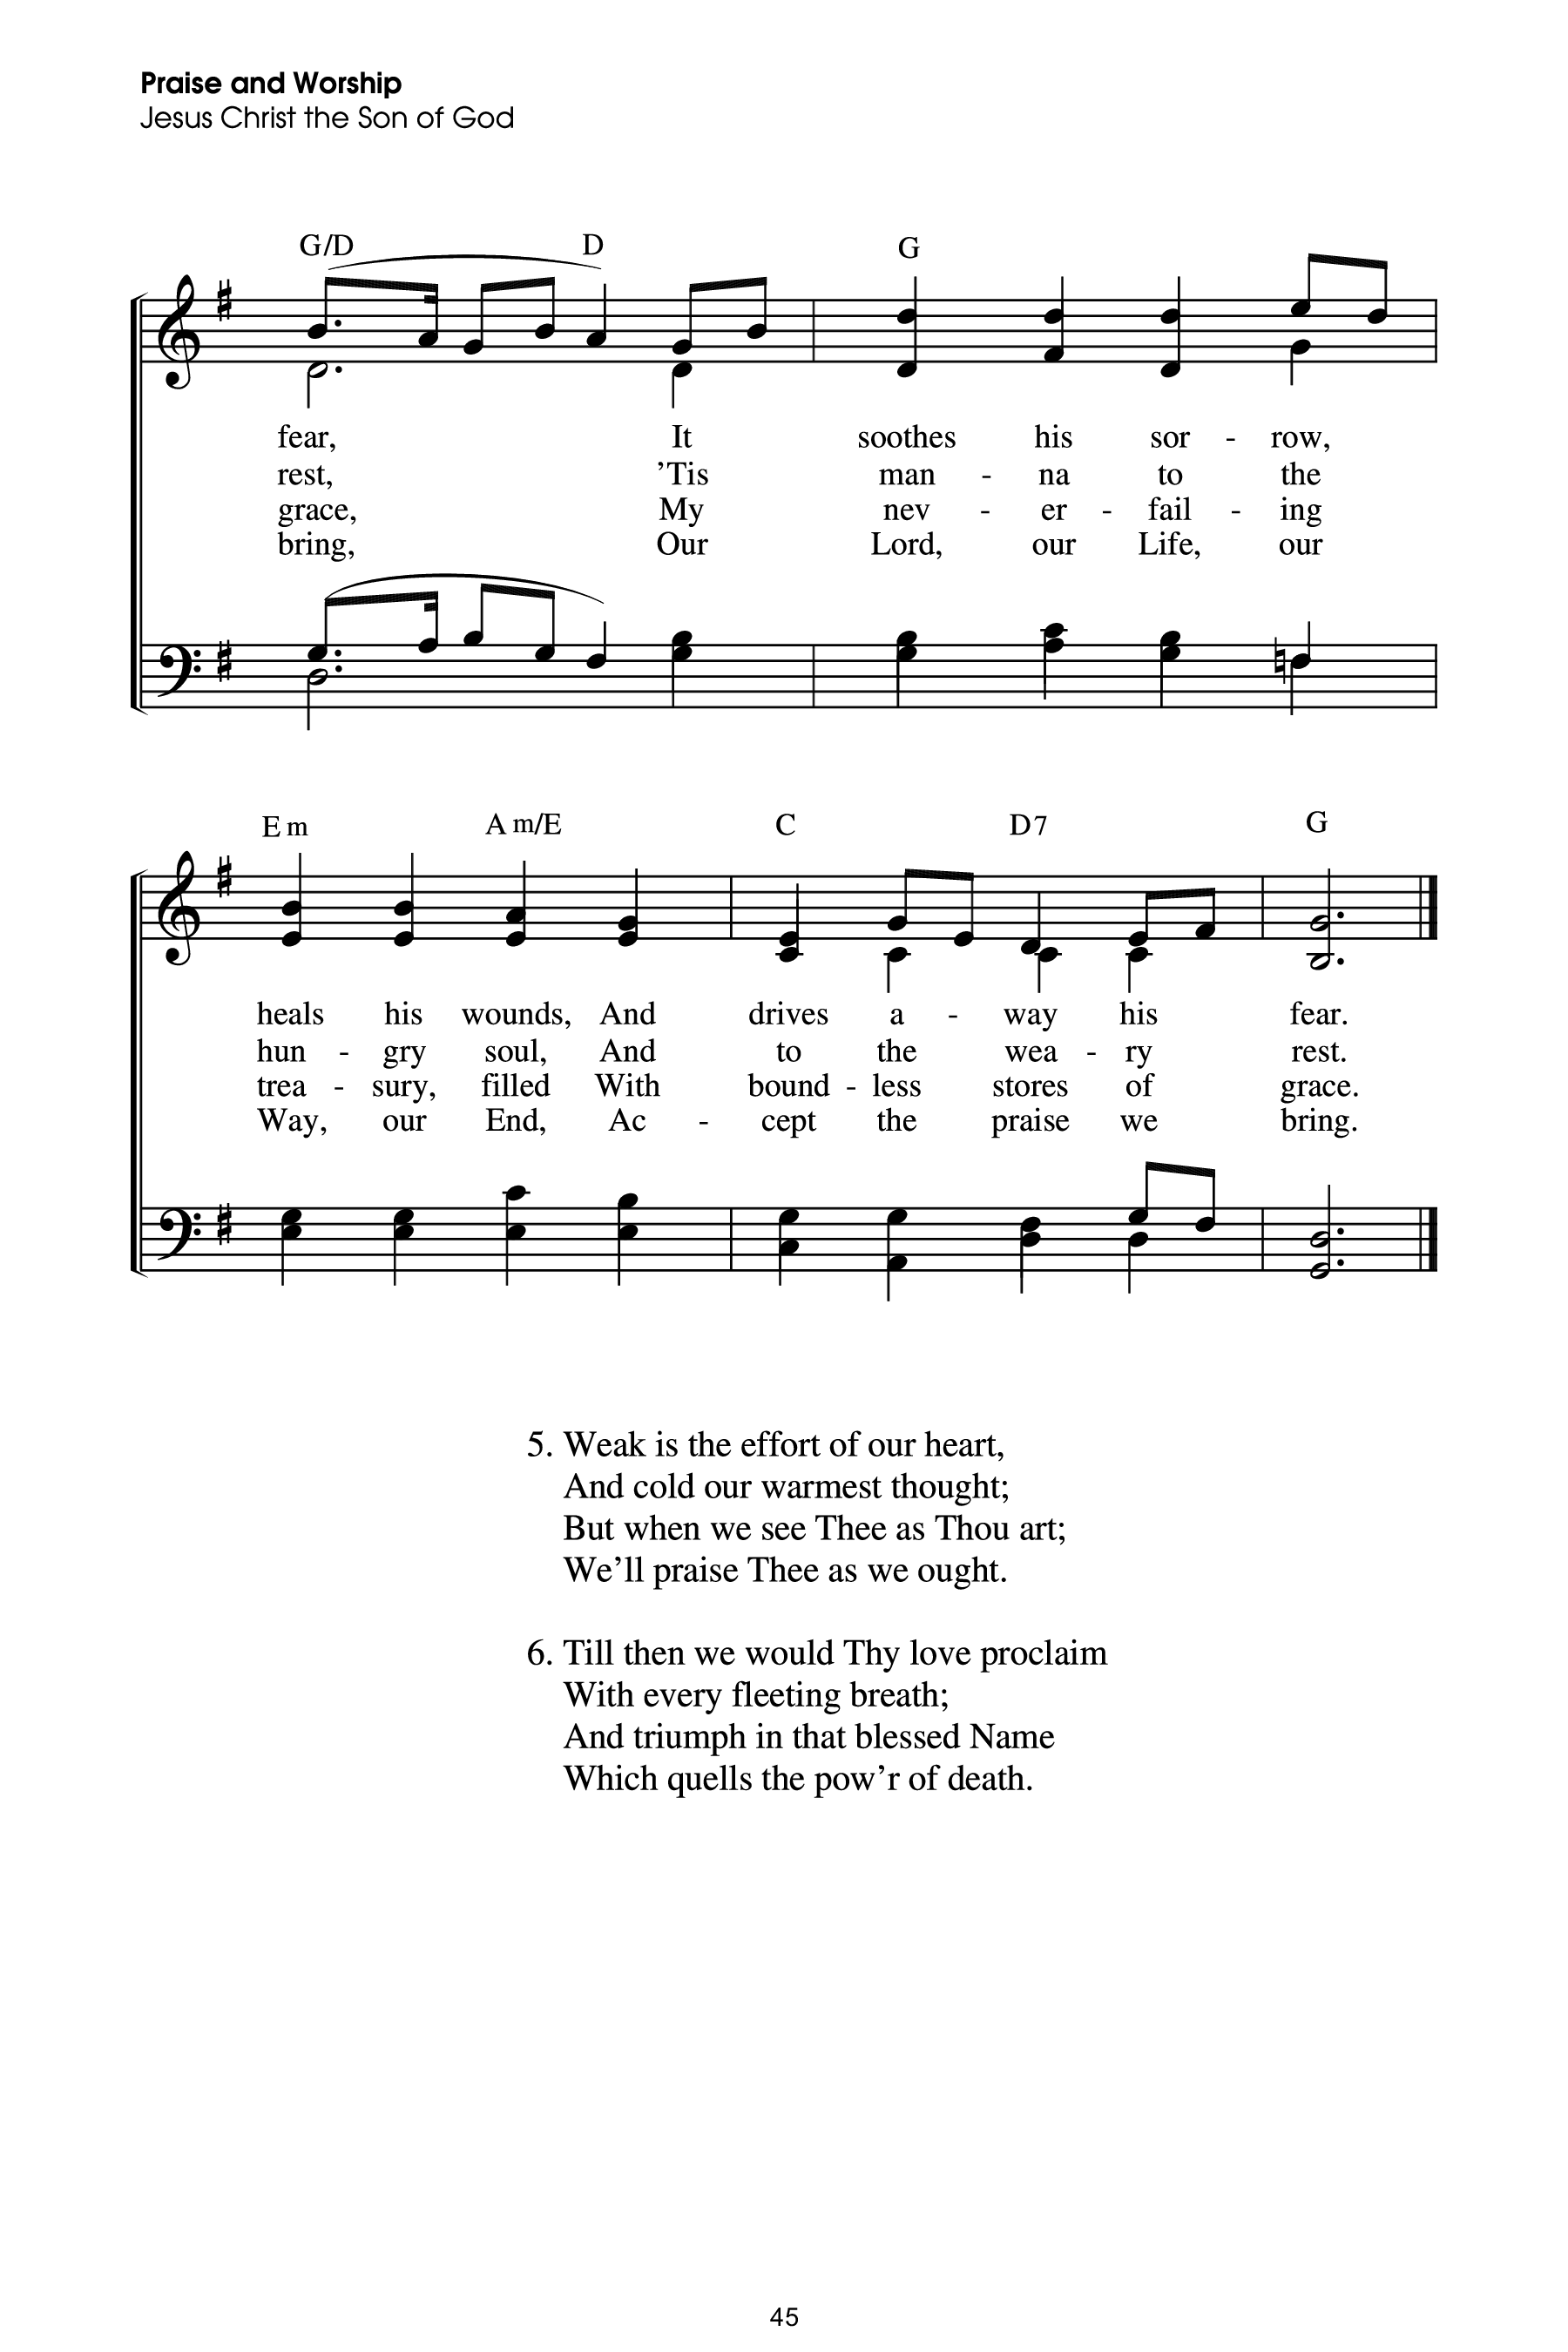 Praise and Worship
Jesus Christ the Son of God
G/D D G
fear, It soothes his sor - row,
rest, ’Tis man - na to the
grace, My nev - er - fail - ing
bring, Our Lord, our Life, our
Em Am/E C D7 G
heals his wounds, And drives a - way his fear.
hun - gry soul, And to the wea - ry rest.
trea - sury, filled With bound - less stores of grace.
Way, our End, Ac - cept the praise we bring.
5. Weak is the effort of our heart,
And cold our warmest thought;
But when we see Thee as Thou art;
We’ll praise Thee as we ought.
6. Till then we would Thy love proclaim
With every fleeting breath;
And triumph in that blessed Name
Which quells the pow’r of death.
45